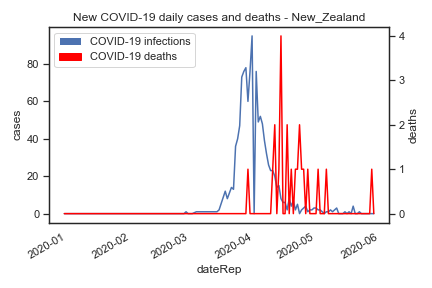 New COVID-19 daily cases and deaths - New_Zealand
COVID-19 infections
COVID-19 deaths
80
60
40
20
0
cases
4
3
2
1
0
deaths
2020-01
2020-02
2020-03
2020-04
2020-05
2020-06
dateRep